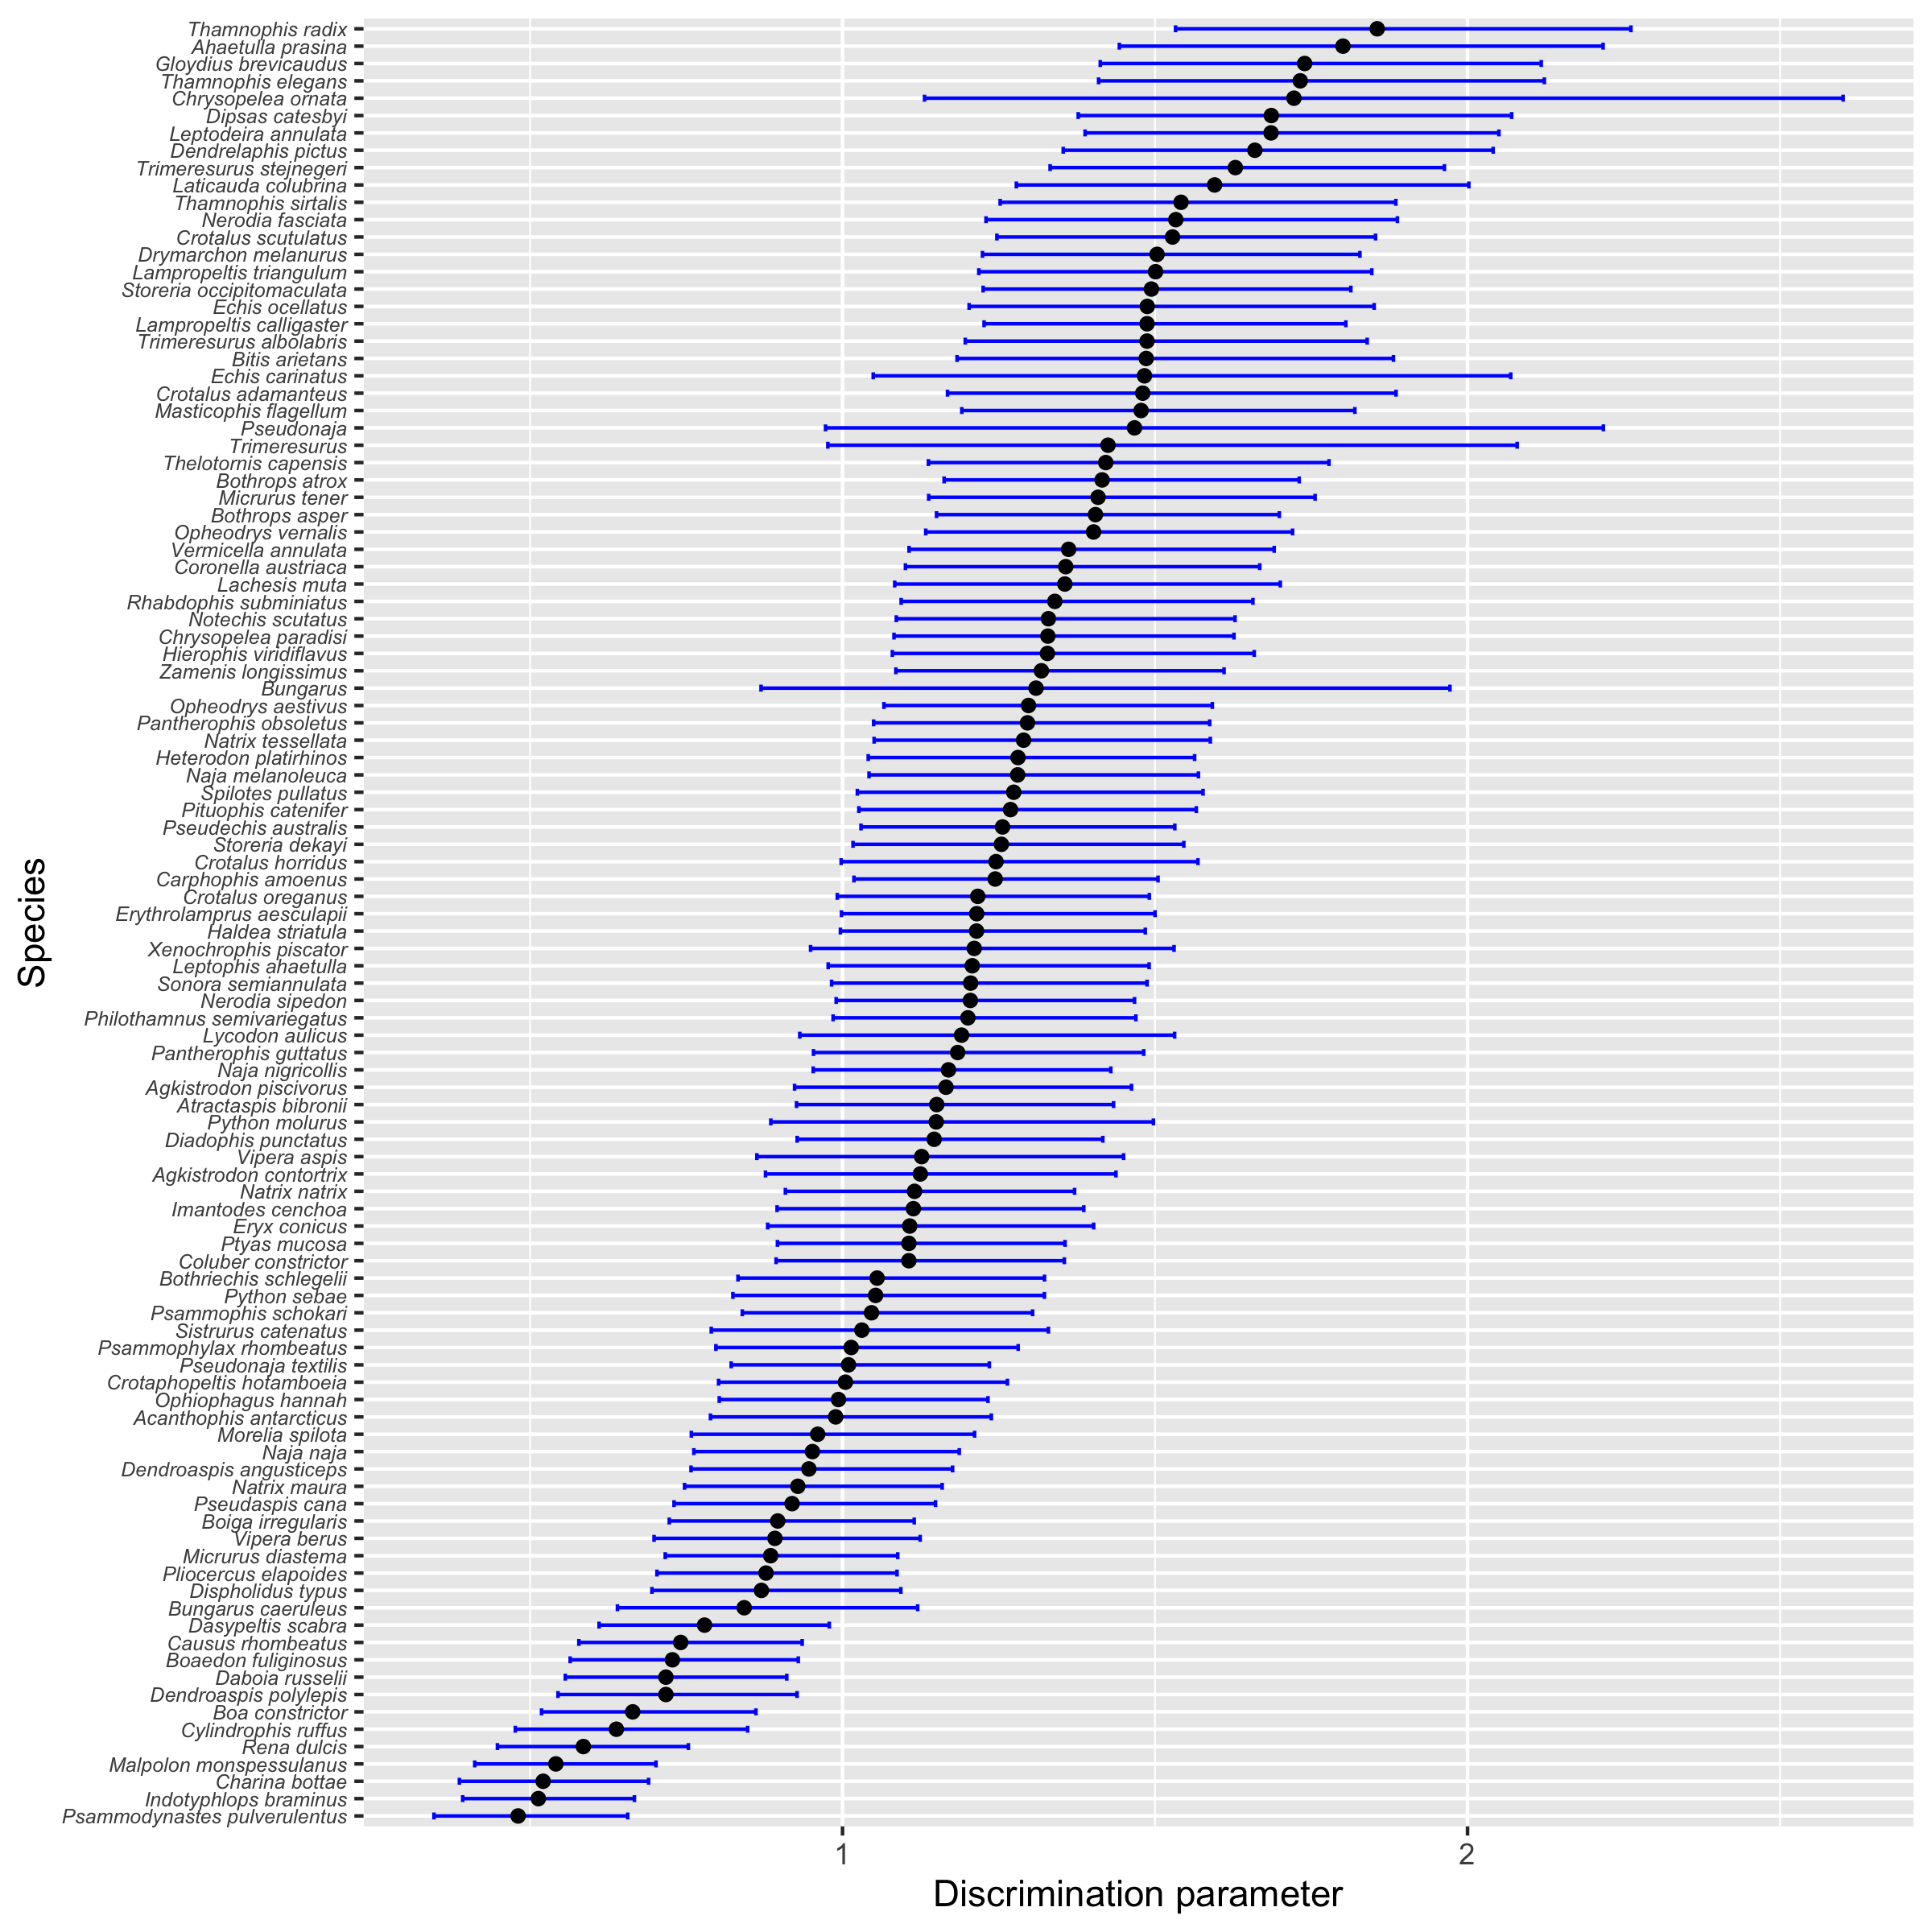 Thamnophis radix
Ahaetulla prasina
Gloydius brevicaudus
Thamnophis elegans
Chrysopelea ornata
Dipsas catesbyi
Leptodeira annulata
Dendrelaphis pictus
Trimeresurus stejnegeri
Laticauda colubrina
Thamnophis sirtalis
Nerodia fasciata
Crotalus scutulatus
Drymarchon melanurus
Lampropeltis triangulum
Storeria occipitomaculata
Echis ocellatus
Lampropeltis calligaster
Trimeresurus albolabris
Bitis arietans
Echis carinatus
Crotalus adamanteus
Masticophis flagellum
Pseudonaja
Trimeresurus
Thelotornis capensis
Bothrops atrox
Micrurus tener
Bothrops asper
Opheodrys vernalis
Vermicella annulata
Coronella austriaca
Lachesis muta
Rhabdophis subminiatus
Notechis scutatus
Chrysopelea paradisi
Hierophis viridiflavus
Zamenis longissimus
Bungarus
Opheodrys aestivus
Pantherophis obsoletus
Natrix tessellata
Heterodon platirhinos
Naja melanoleuca
Spilotes pullatus
Pituophis catenifer
Pseudechis australis
Storeria dekayi
Crotalus horridus
Carphophis amoenus
Crotalus oreganus
Erythrolamprus aesculapii
Haldea striatula
Xenochrophis piscator
Leptophis ahaetulla
Sonora semiannulata
Nerodia sipedon
Philothamnus semivariegatus
Lycodon aulicus
Pantherophis guttatus
Naja nigricollis
Agkistrodon piscivorus
Atractaspis bibronii
Python molurus
Diadophis punctatus
Vipera aspis
Agkistrodon contortrix
Natrix natrix
Imantodes cenchoa
Eryx conicus
Ptyas mucosa
Coluber constrictor
Bothriechis schlegelii
Python sebae
Psammophis schokari
Sistrurus catenatus
Psammophylax rhombeatus
Pseudonaja textilis
Crotaphopeltis hotamboeia
Ophiophagus hannah
Acanthophis antarcticus
Morelia spilota
Naja naja
Dendroaspis angusticeps
Natrix maura
Pseudaspis cana
Boiga irregularis
Vipera berus
Micrurus diastema
Pliocercus elapoides
Dispholidus typus
Bungarus caeruleus
Dasypeltis scabra
Causus rhombeatus
Boaedon fuliginosus
Daboia russelii
Dendroaspis polylepis
Boa constrictor
Cylindrophis ruffus
Rena dulcis
Malpolon monspessulanus
Charina bottae
Indotyphlops braminus
Psammodynastes pulverulentus
Species
1 2
Discrimination parameter